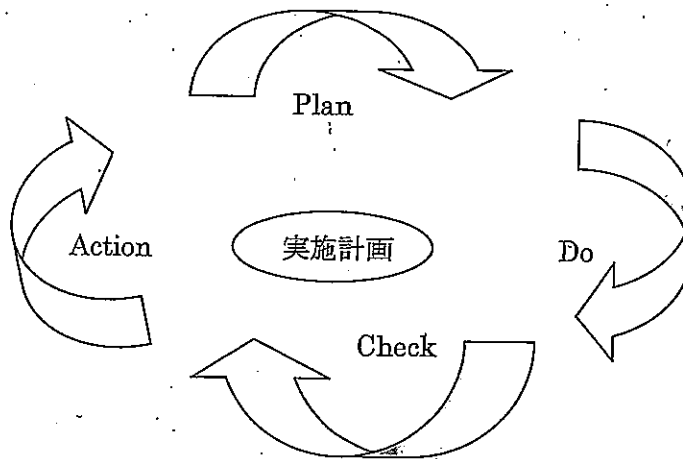 Plan
Action
実施計画
Do
Check